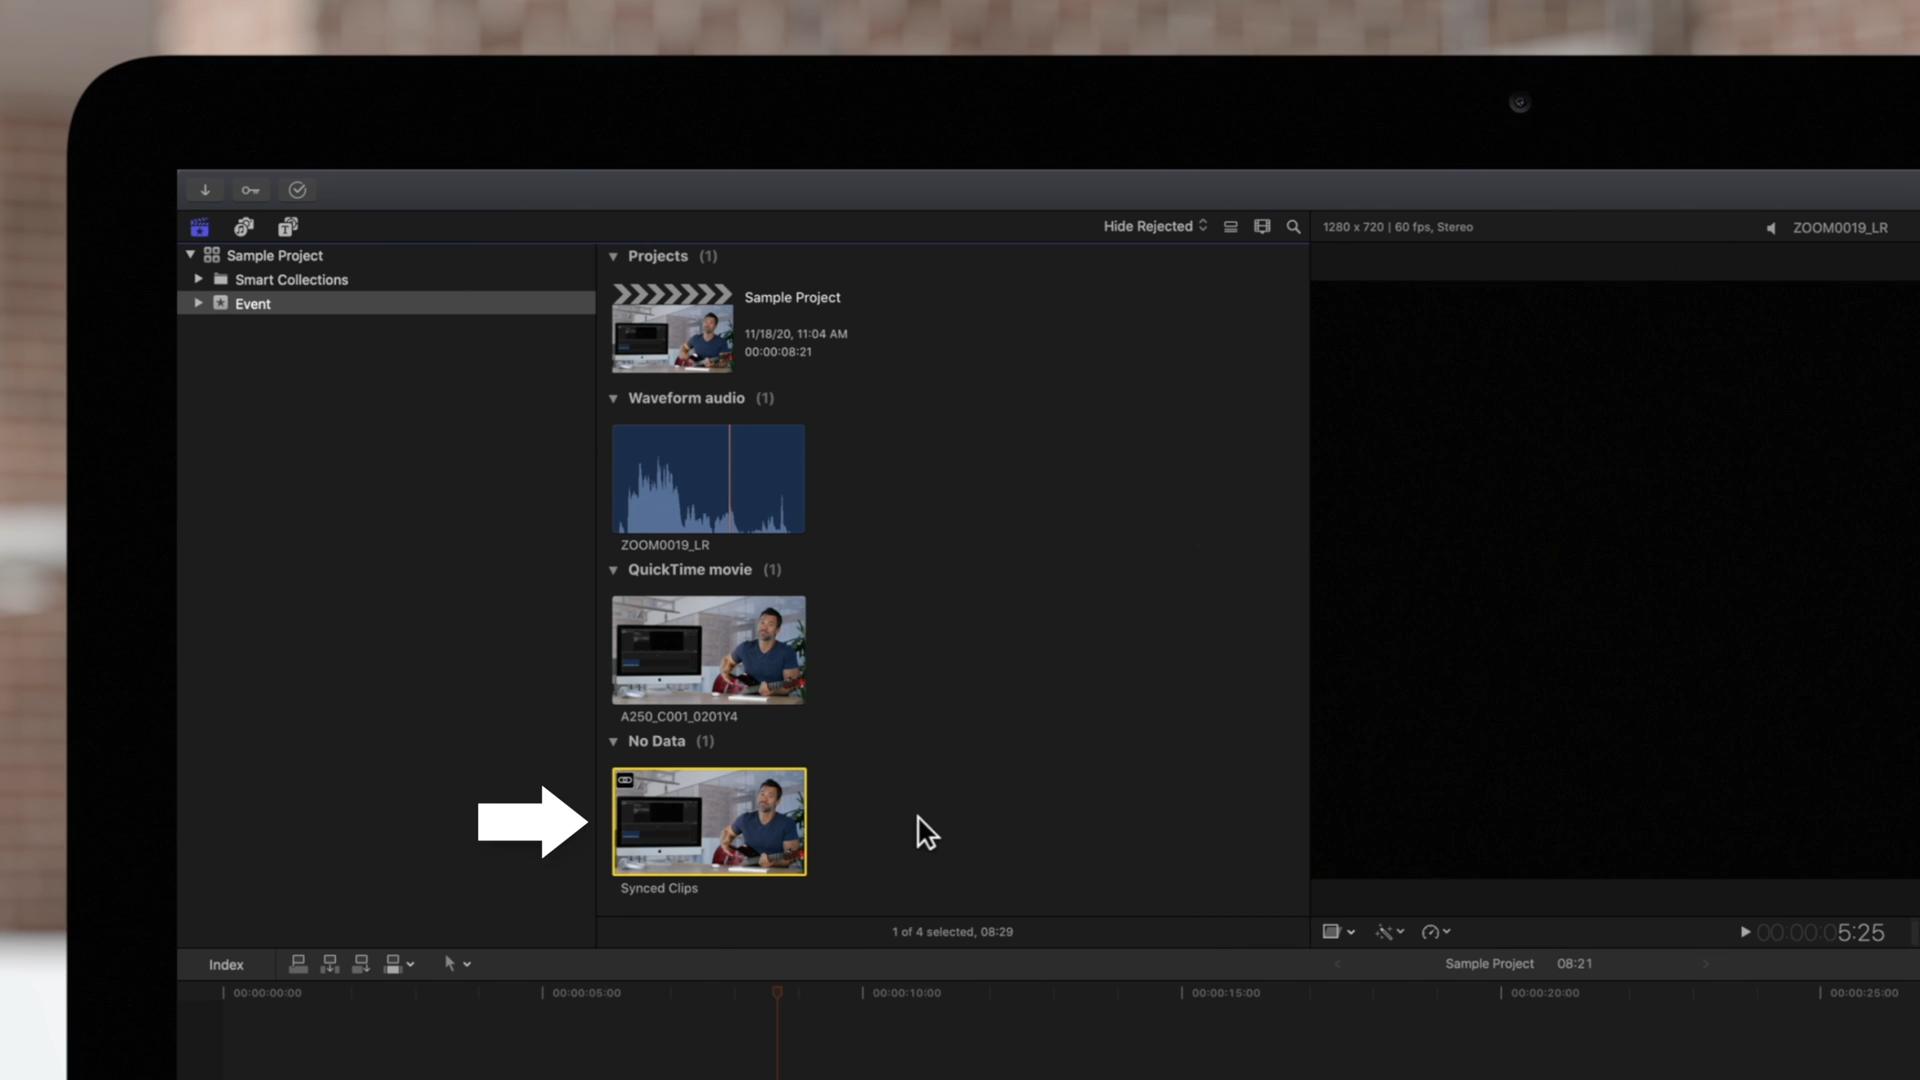 Hide Rejected
1280 x 720 | 60 fps, Stereo
ZOOM0019_LR
Sample Project
Smart Collections
Event
Projects (1)
Sample Project
11/18/20, 11:04 AM
00:00:08:21
Waveform audio (1)
ZOOM0019_LR
QuickTime movie (1)
A250_C001_0201Y4
No Data (1)
Synced Clips
1 of 4 selected, 08:29
00:00:05:25
Index
Sample Project 08:21
00:00:00:00
00:00:05:00
00:00:10:00
00:00:15:00
00:00:20:00
00:00:25:00